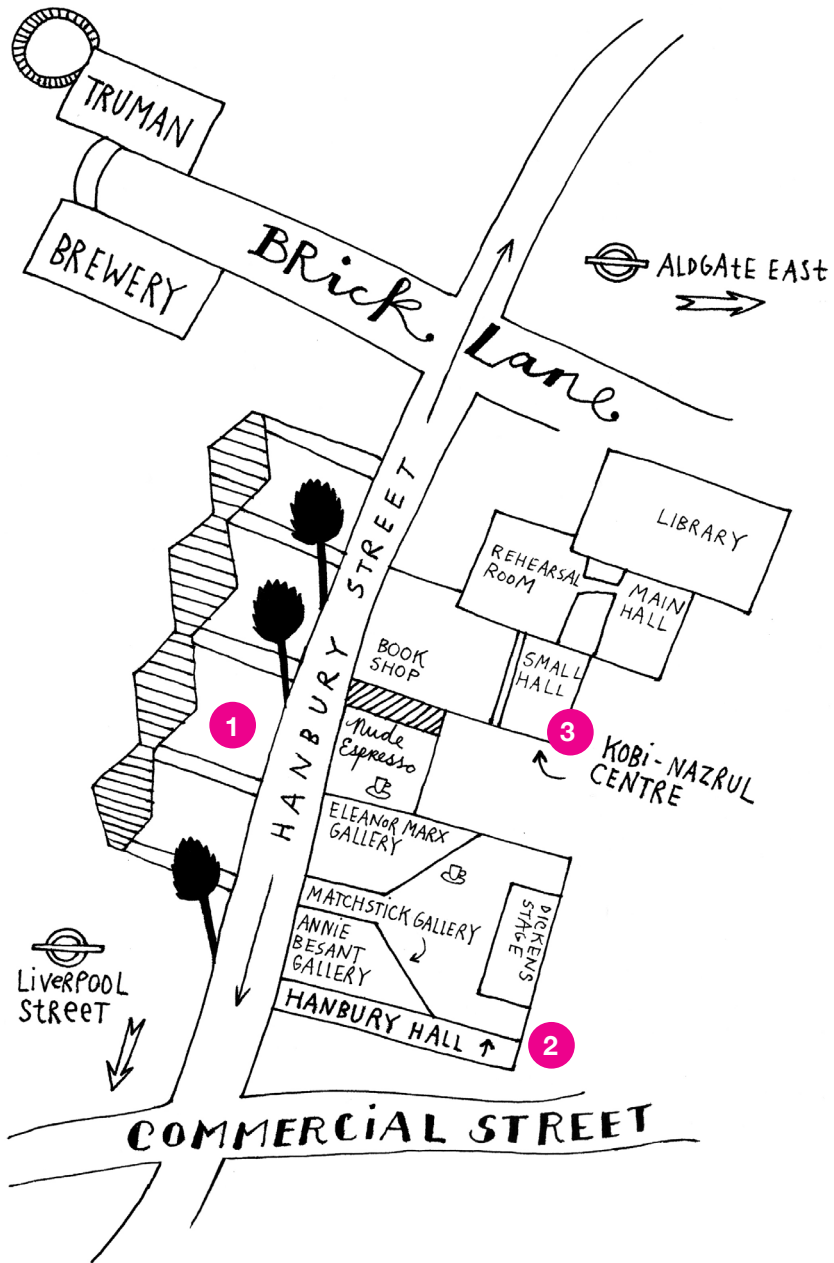 TRUMAN
BREWERY
BRick
Lane
ALDGATE EAST
HANBURY STREET
LIBRARY
REHEARSAL
ROOM
MAIN
HALL
SMALL
HALL
BOOK
SHOP
Nude
Espresso
1
3
KOBI-NAZRUL
CENTRE
ELEANOR MARX
GALLERY
MATCHSTICK GALLERY
ANNIE
BESANT
GALLERY
DICKENS
STAGE
HANBURY HALL
2
LIVERPOOL
STREET
COMMERCIAL STREET